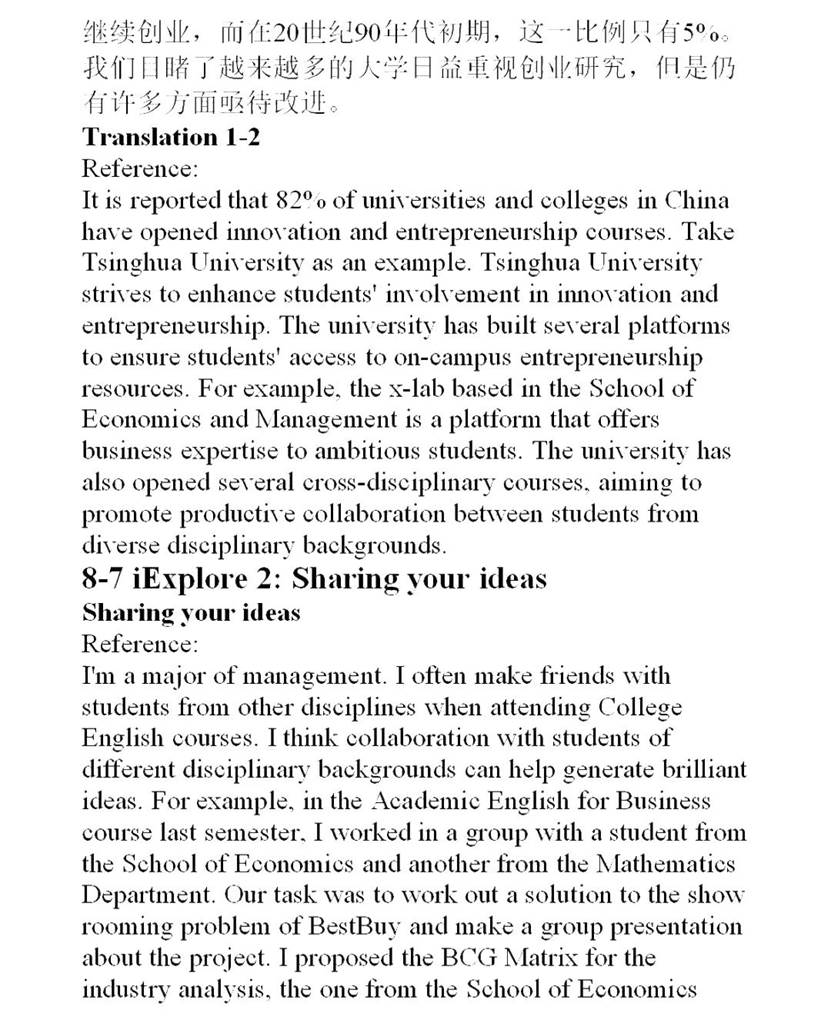 继续创业，而在20世纪90年代初期，这一比例只有5%。
我们目睹了越来越多的大学日益重视创业研究，但是仍
有许多方面亟待改进。
Translation 1-2
Reference:
It is reported that 82% of universities and colleges in China
have opened innovation and entrepreneurship courses. Take
Tsinghua University as an example. Tsinghua University
strives to enhance students' involvement in innovation and
entrepreneurship. The university has built several platforms
to ensure students' access to on-campus entrepreneurship
resources. For example, the x-lab based in the School of
Economics and Management is a platform that offers
business expertise to ambitious students. The university has
also opened several cross-disciplinary courses, aiming to
promote productive collaboration between students from
diverse disciplinary backgrounds.
8-7 iExplore 2: Sharing your ideas
Sharing your ideas
Reference:
I'm a major of management. I often make friends with
students from other disciplines when attending College
English courses. I think collaboration with students of
different disciplinary backgrounds can help generate brilliant
ideas. For example, in the Academic English for Business
course last semester, I worked in a group with a student from
the School of Economics and another from the Mathematics
Department. Our task was to work out a solution to the show
rooming problem of BestBuy and make a group presentation
about the project. I proposed the BCG Matrix for the
industry analysis, the one from the School of Economics